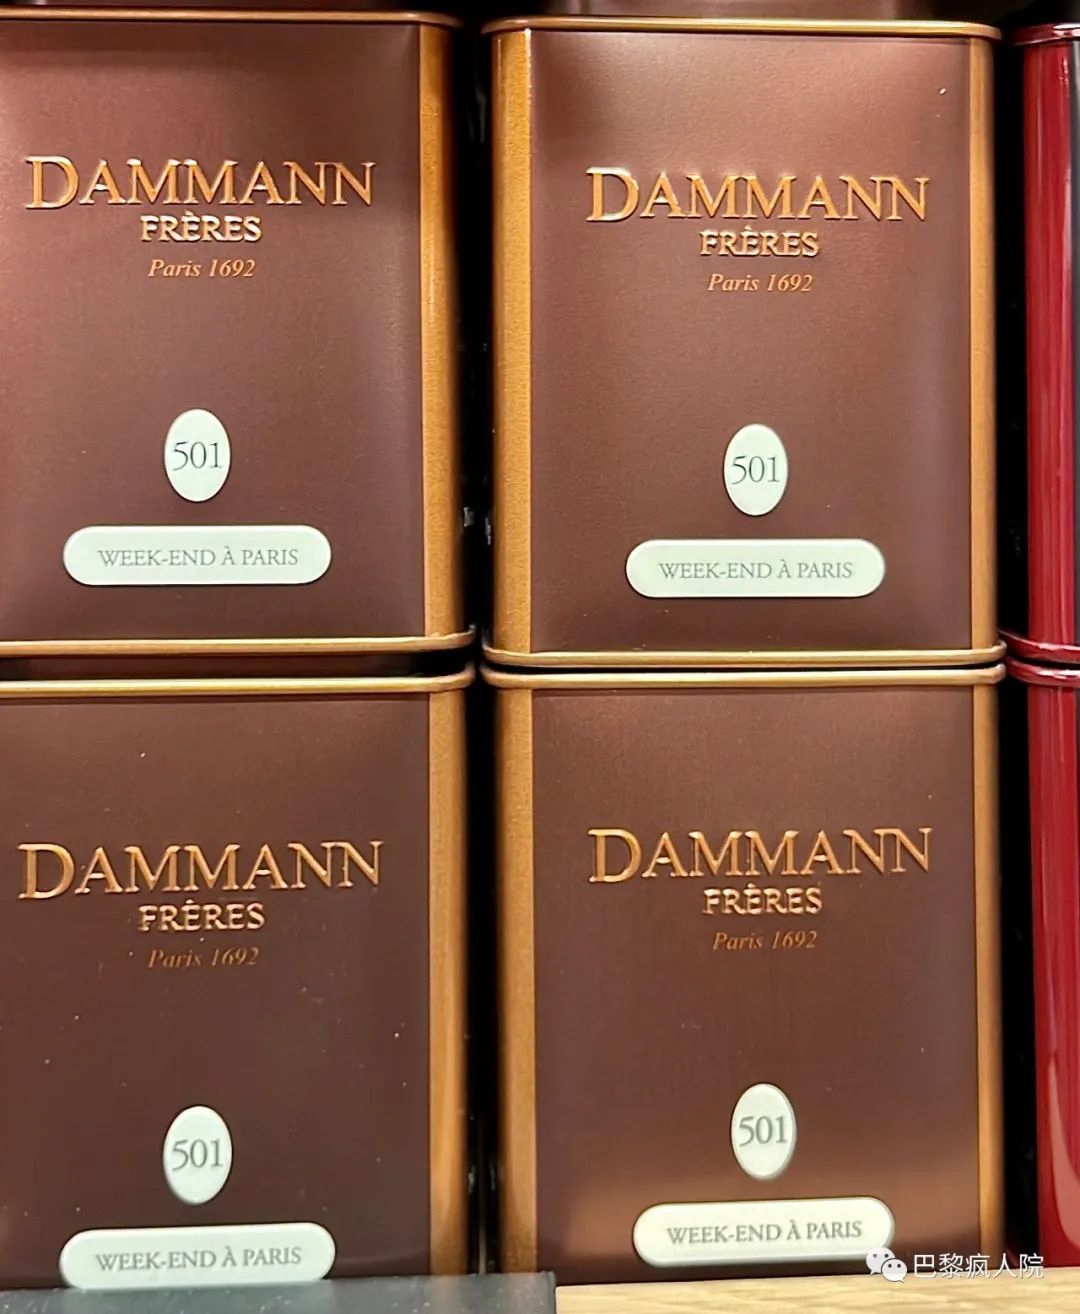 DAMMANN
FRÈRES
Paris 1692
501
WEEK-END À PARIS
DAMMANN
FRÈRES
Paris 1692
501
WEEK-END À PARIS
DAMMANN
FRÈRES
Paris 1692
501
WEEK-END À PARIS
DAMMANN
FRÈRES
Paris 1692
501
WEEK-END À PARIS
巴黎疯人院